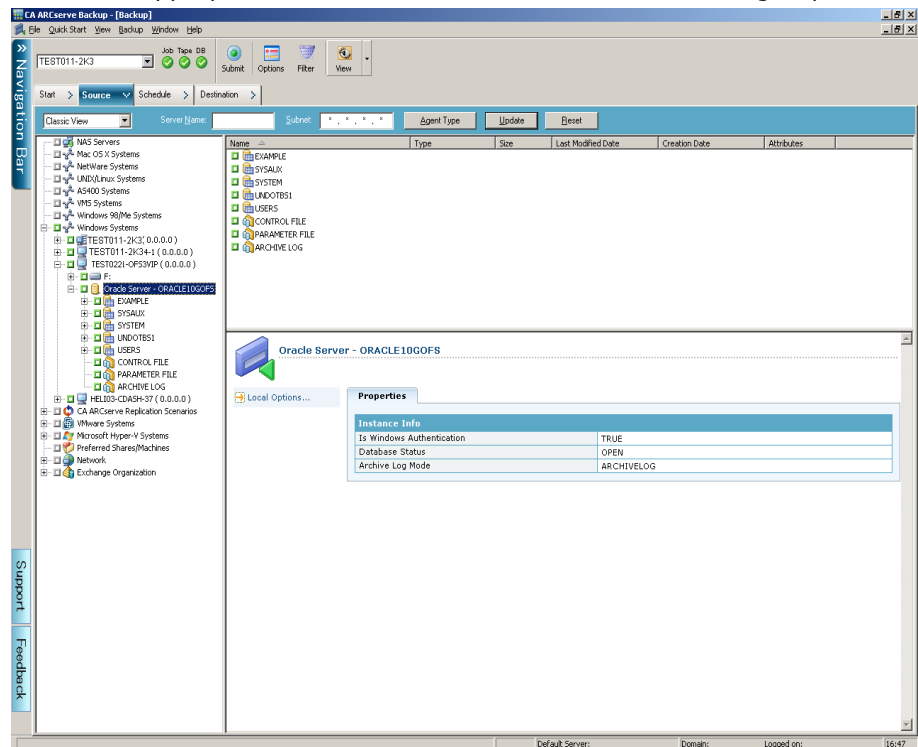 CA ARCserve Backup - [Backup]
File Quick Start View Backup Window Help
TEST011-2K3
Job Tape DB
Submit Options Filter View
Start > Source Schedule > Destination >
Classic View Server Name: Subnet: * . * . * . * Agent Type Update Reset
Navigation Bar
Support
Feedback
NAS Servers
Mac OS X Systems
NetWare Systems
UNIX/Linux Systems
AS400 Systems
VMS Systems
Windows 98/Me Systems
Windows Systems
TEST011-2K3( 0.0.0.0 )
TEST011-2K34-1 ( 0.0.0.0 )
TEST022I-OFS3VIP ( 0.0.0.0 )
F:
Oracle Server - ORACLE10GOFS
EXAMPLE
SYSAUX
SYSTEM
UNDOTBS1
USERS
CONTROL FILE
PARAMETER FILE
ARCHIVE LOG
HELI03-CDASH-37 ( 0.0.0.0 )
CA ARCserve Replication Scenarios
VMware Systems
Microsoft Hyper-V Systems
Preferred Shares/Machines
Network
Exchange Organization
Name Type Size Last Modified Date Creation Date Attributes
EXAMPLE
SYSAUX
SYSTEM
UNDOTBS1
USERS
CONTROL FILE
PARAMETER FILE
ARCHIVE LOG
Oracle Server - ORACLE10GOFS
Local Options...
Properties
Instance Info
Is Windows Authentication TRUE
Database Status OPEN
Archive Log Mode ARCHIVELOG
Default Server: Domain: Logged on: 16:47